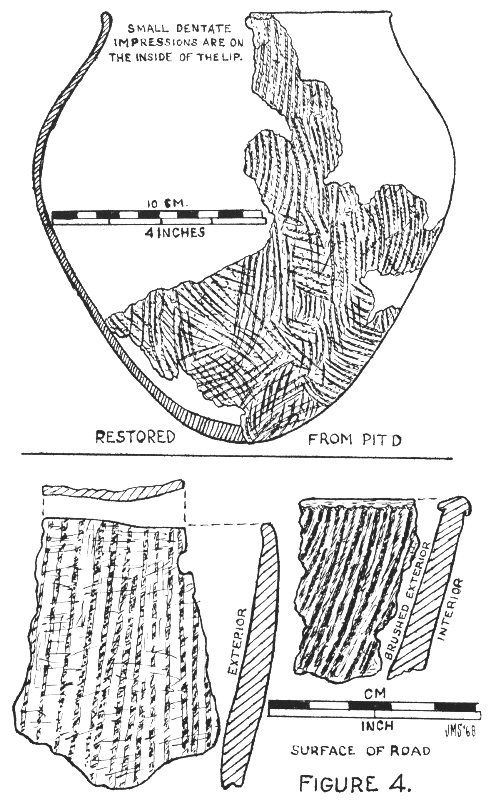 SMALL DENTATE
IMPRESSIONS ARE ON
THE INSIDE OF THE LIP.
10 CM.
4 INCHES
RESTORED
FROM PIT D
EXTERIOR
BRUSHED EXTERIOR
INTERIOR
CM
INCH
JMS '68
SURFACE OF ROAD
FIGURE 4.